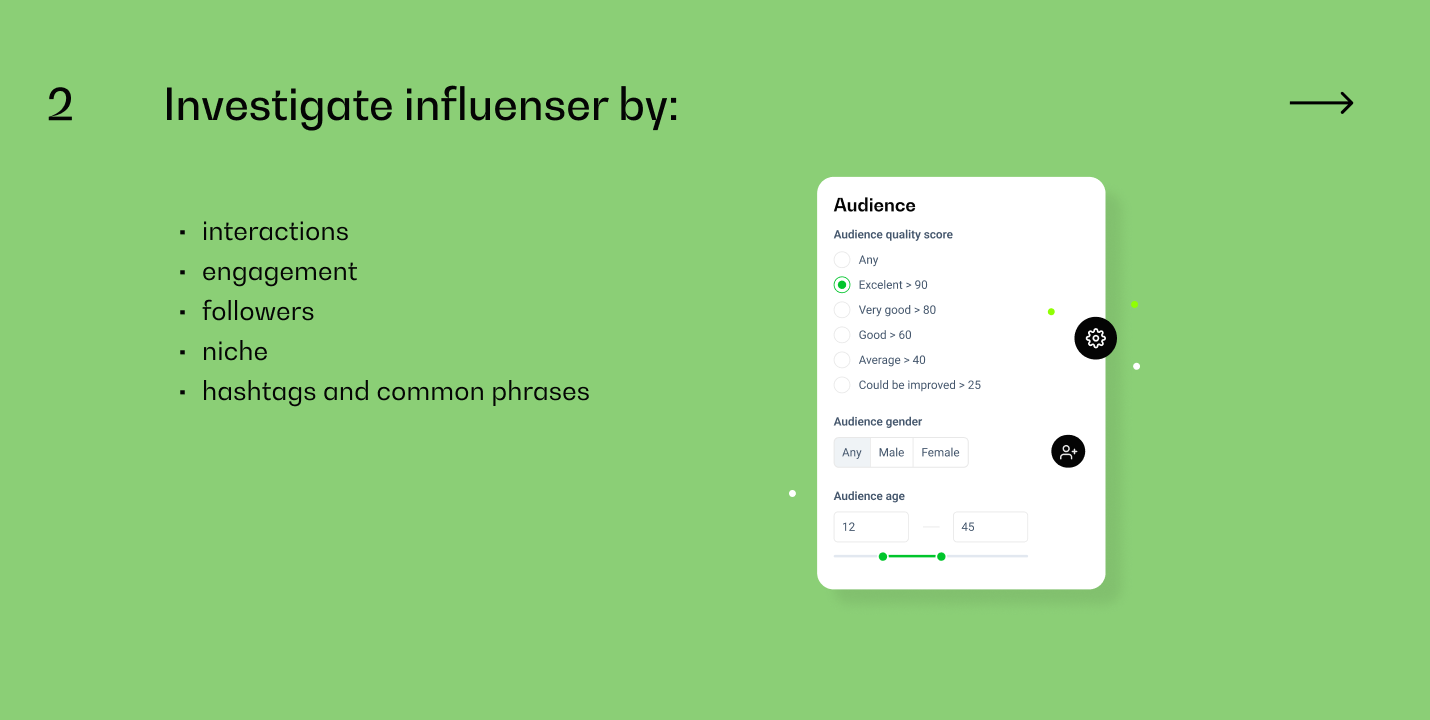 2 Investigate influenser by:
▪ interactions
▪ engagement
▪ followers
▪ niche
▪ hashtags and common phrases
Audience
Audience quality score
Any
Excelent > 90
Very good > 80
Good > 60
Average > 40
Could be improved > 25
Audience gender
Any Male Female
Audience age
12 — 45